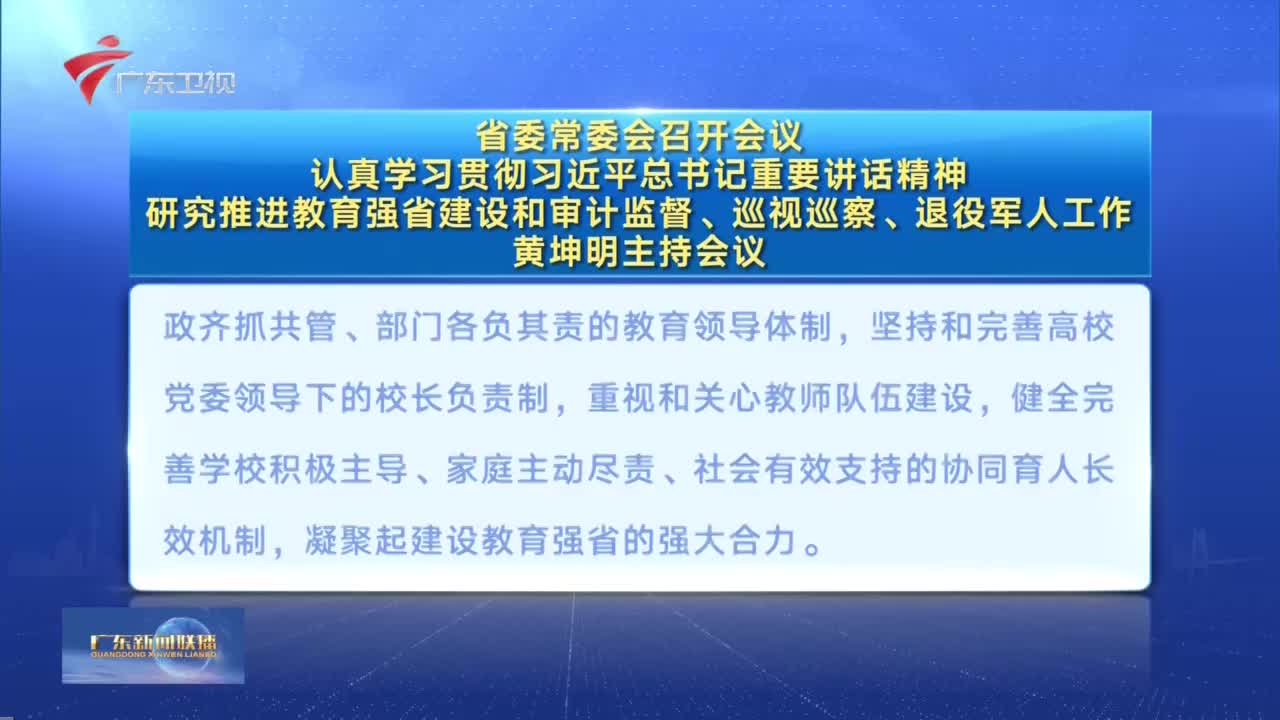 广东卫视
省委常委会召开会议
认真学习贯彻习近平总书记重要讲话精神
研究推进教育强省建设和审计监督、巡视巡察、退役军人工作
黄坤明主持会议
政齐抓共管、部门各负其责的教育领导体制，坚持和完善高校
党委领导下的校长负责制，重视和关心教师队伍建设，健全完
善学校积极主导、家庭主动尽责、社会有效支持的协同育人长
效机制，凝聚起建设教育强省的强大合力。
广东新闻联播
GUANGDONG XINWEN LIANBO